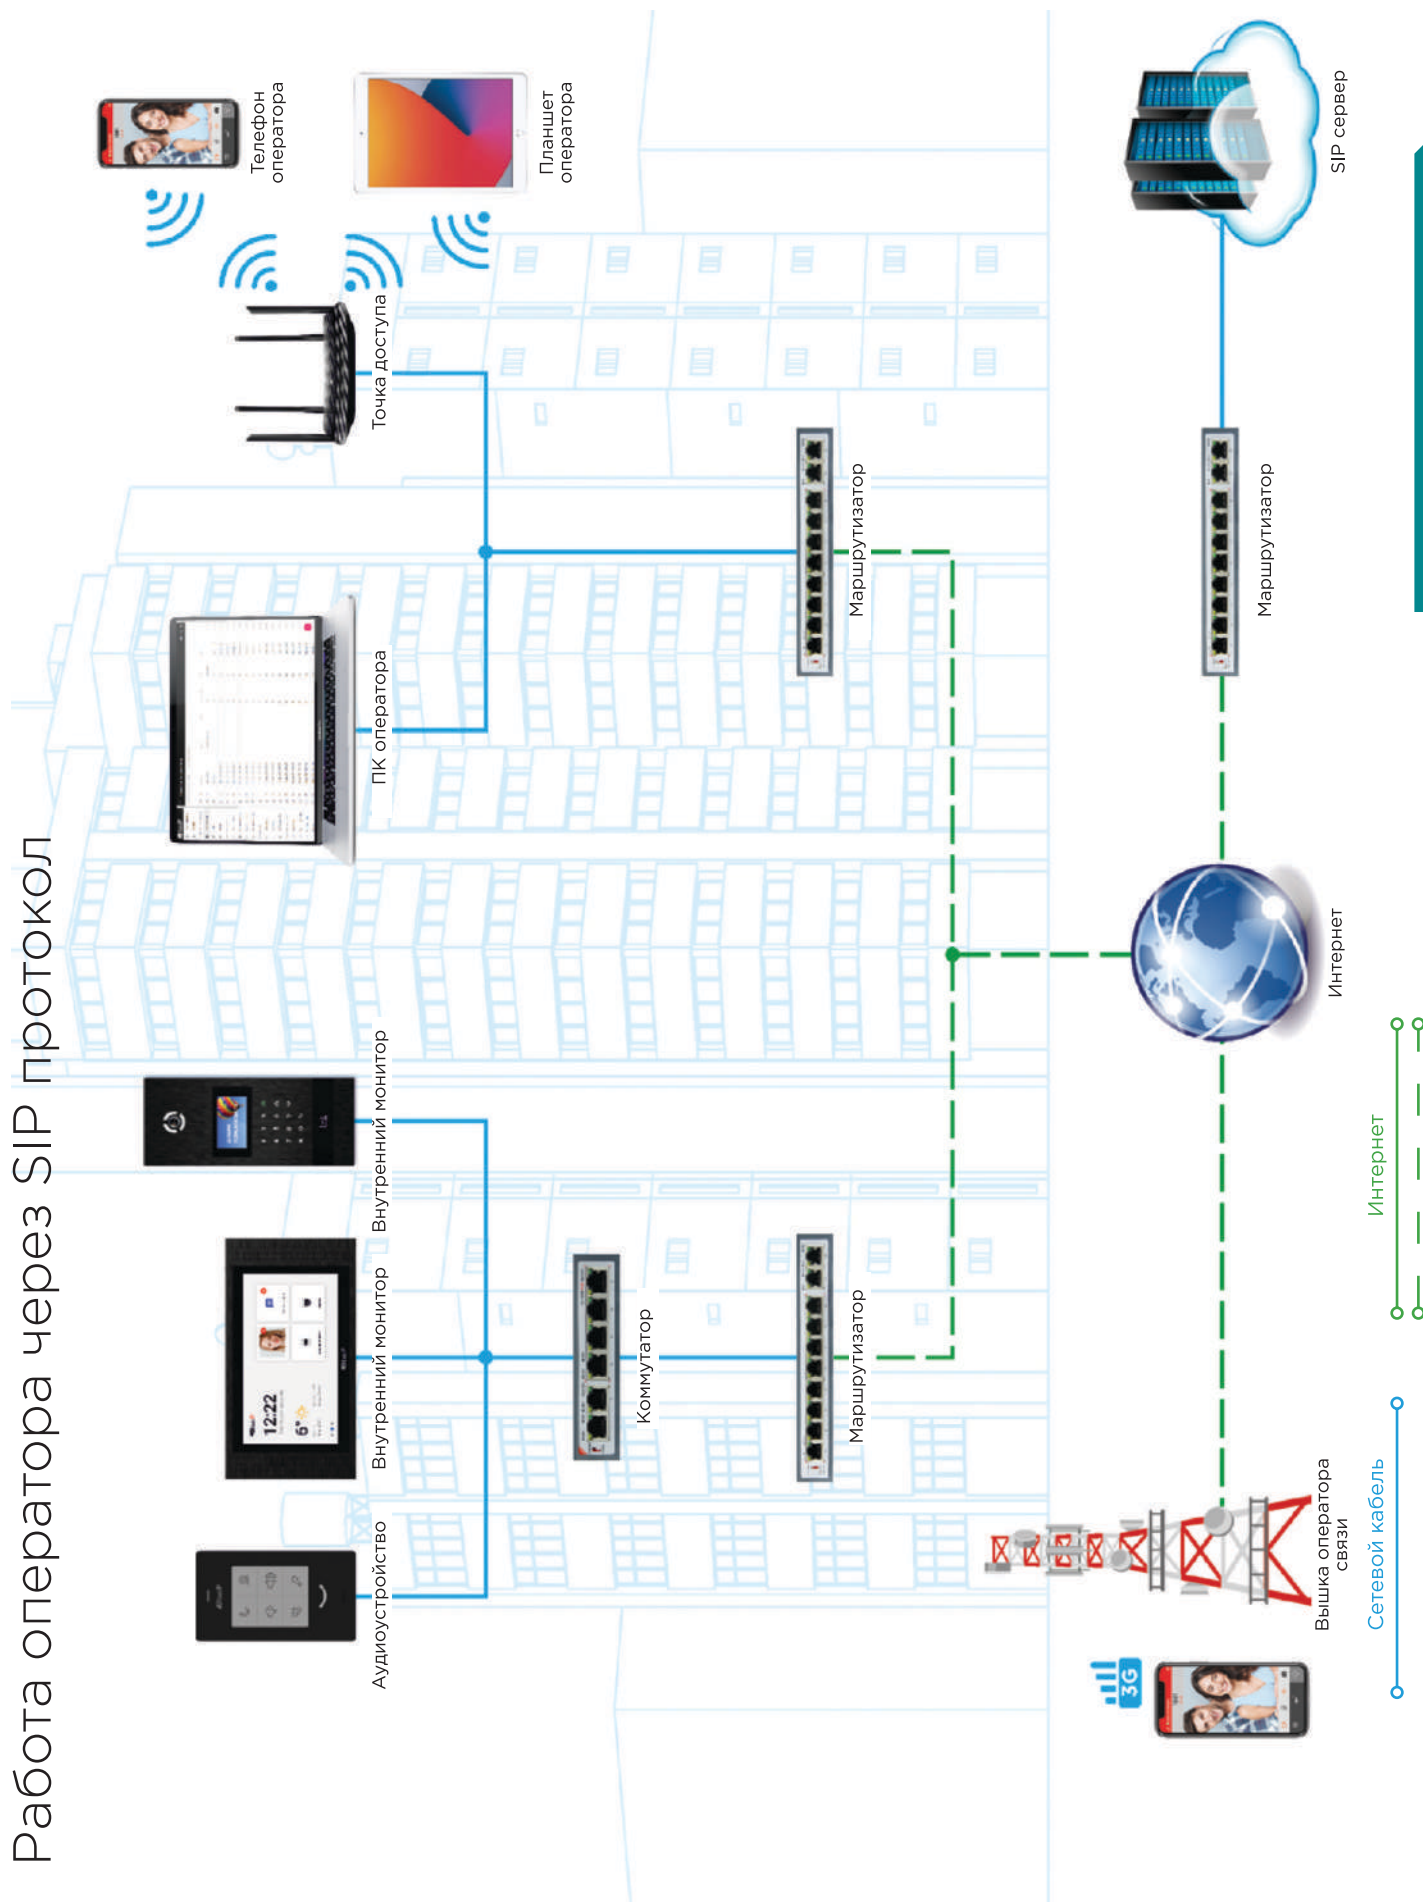 Работа оператора через SIP протокол
Телефон
оператора
Планшет
оператора
Точка доступа
ПК оператора
Внутренний монитор
Внутренний монитор
Аудиоустройство
12:22
6°
Коммутатор
Маршрутизатор
Маршрутизатор
Маршрутизатор
SIP сервер
Интернет
3G
Вышка оператора
связи
Сетевой кабель
Интернет